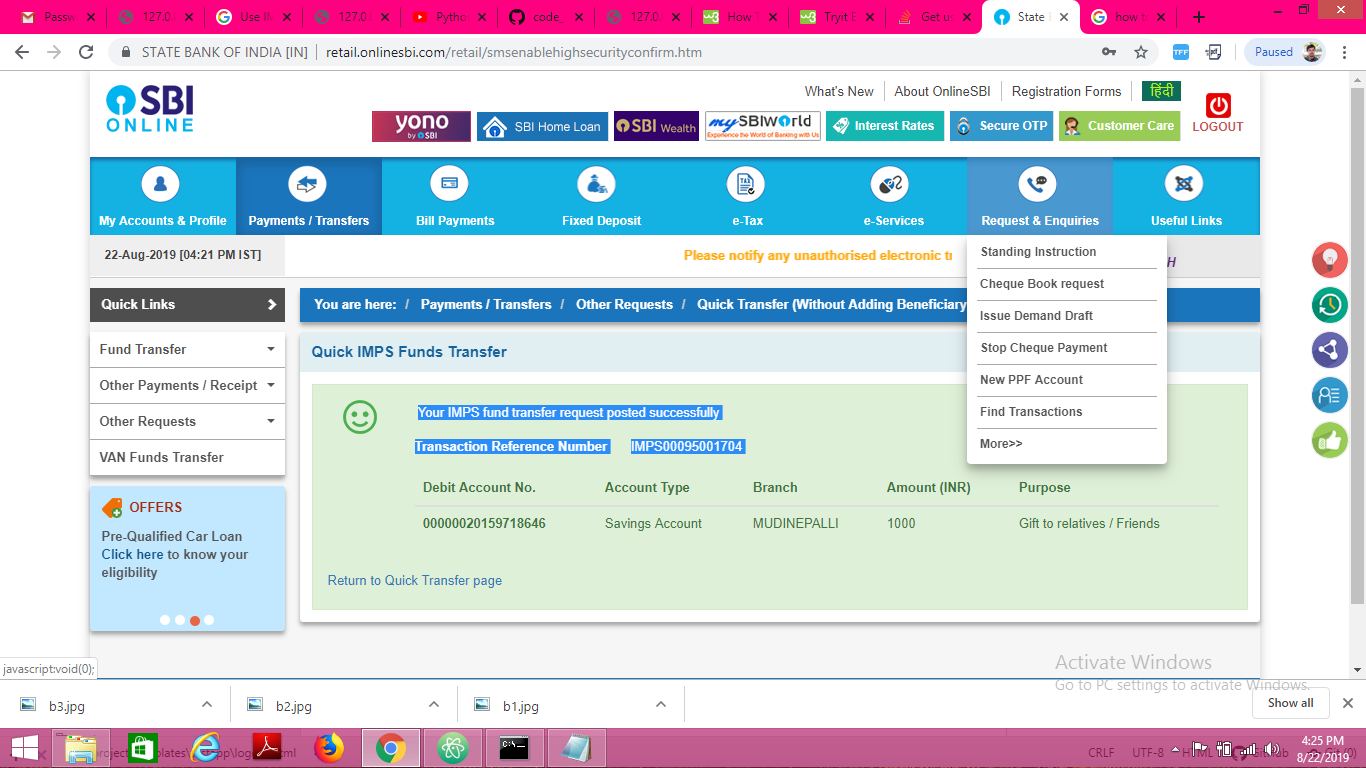 Passw
127.0.
Use IM
127.0.
Python
code_
127.0.
How T
Tryit E
Get u
State
how t
Paused
STATE BANK OF INDIA [IN] retail.onlinesbi.com/retail/smsenablehighsecurityconfirm.htm
SBI
ONLINE
What's New
About OnlineSBI
Registration Forms
हिंदी
yono
by SBI
SBI Home Loan
SBI Wealth
my SBIWorld
Experience the World of Banking with Us
Interest Rates
Secure OTP
Customer Care
LOGOUT
My Accounts & Profile
Payments / Transfers
Bill Payments
Fixed Deposit
e-Tax
e-Services
Request & Enquiries
Useful Links
22-Aug-2019 [04:21 PM IST]
Please notify any unauthorised electronic
H
Standing Instruction
Cheque Book request
Issue Demand Draft
Stop Cheque Payment
New PPF Account
Find Transactions
More>>
Quick Links
You are here: / Payments / Transfers / Other Requests / Quick Transfer (Without Adding Beneficiary
Fund Transfer
Other Payments / Receipt
Other Requests
VAN Funds Transfer
Quick IMPS Funds Transfer
Your IMPS fund transfer request posted successfully
Transaction Reference Number IMPS00095001704
Debit Account No. Account Type Branch Amount (INR) Purpose
00000020159718646 Savings Account MUDINEPALLI 1000 Gift to relatives / Friends
Return to Quick Transfer page
OFFERS
Pre-Qualified Car Loan
Click here to know your
eligibility
javascript:void(0);
Activate Windows
Go to PC settings to activate Windows.
b3.jpg
b2.jpg
b1.jpg
Show all
CRLF UTF-8 HTML
4:25 PM
8/22/2019